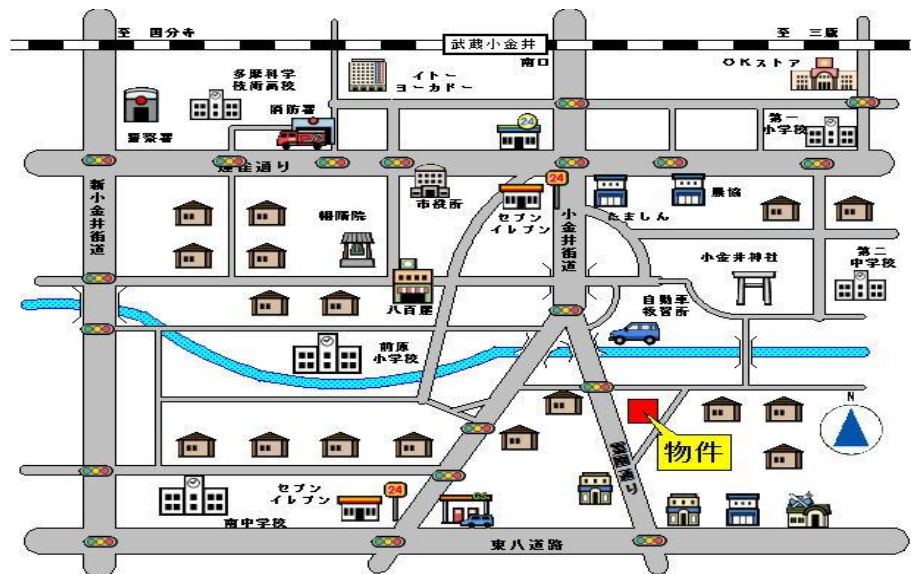 至 国分寺
武蔵小金井
至 三鷹
南口
OKストア
多摩科学
技術高校
イトー
ヨーカドー
消防署
警察署
24
第一
小学校
連雀通り
市役所
セブン
イレブン
24
たましん
農協
新小金井街道
小金井街道
小金井神社
第二
中学校
八百屋
自動車
教習所
前原
小学校
N
物件
セブン
イレブン
24
GS
南中学校
東八道路